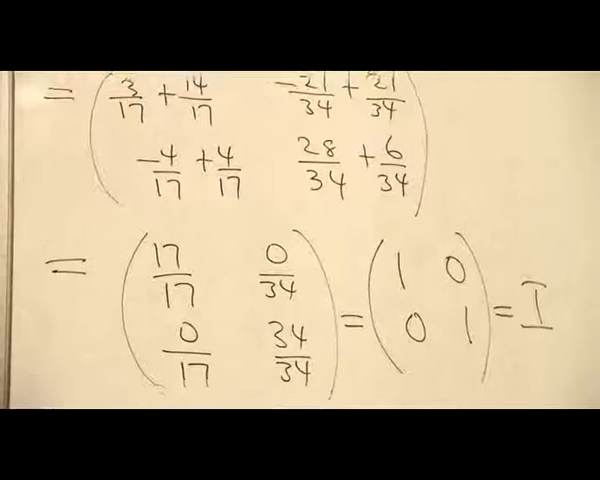 = ( 3/17 + 14/17   -21/34 + 21/34
-4/17 + 4/17   28/34 + 6/34 )
= ( 17/17   0/34
0/17   34/34 ) = ( 1 0
0 1 ) = I